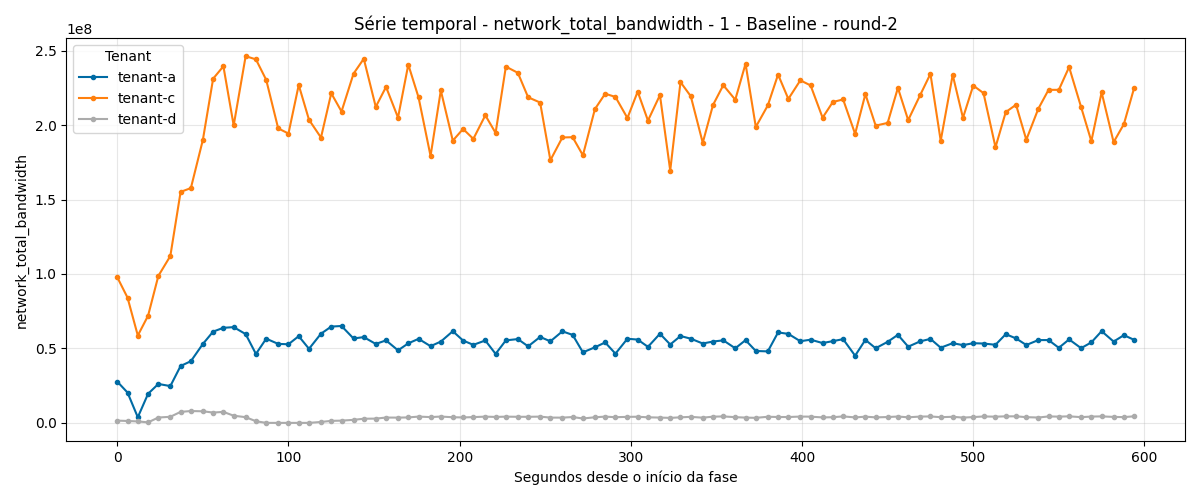 Série temporal - network_total_bandwidth - 1 - Baseline - round-2
1e8
Tenant
tenant-a
tenant-c
tenant-d
network_total_bandwidth
2.5
2.0
1.5
1.0
0.5
0.0
0 100 200 300 400 500 600
Segundos desde o início da fase